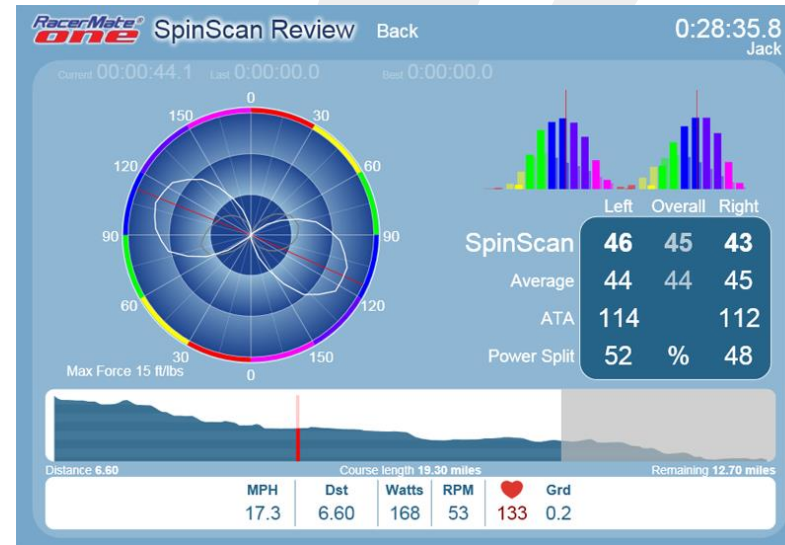 RacerMate® one SpinScan Review Back 0:28:35.8
Jack
Current 00:00:44.1 Last 0:00:00.0 Best 0:00:00.0
0
150 30
120 60
90 90
60 120
30 150
0
Max Force 15 ft/lbs
Left Overall Right
SpinScan 46 45 43
Average 44 44 45
ATA 114 112
Power Split 52 % 48
Distance 6.60 Course length 19.30 miles Remaining 12.70 miles
MPH Dst Watts RPM Grd
17.3 6.60 168 53 133 0.2